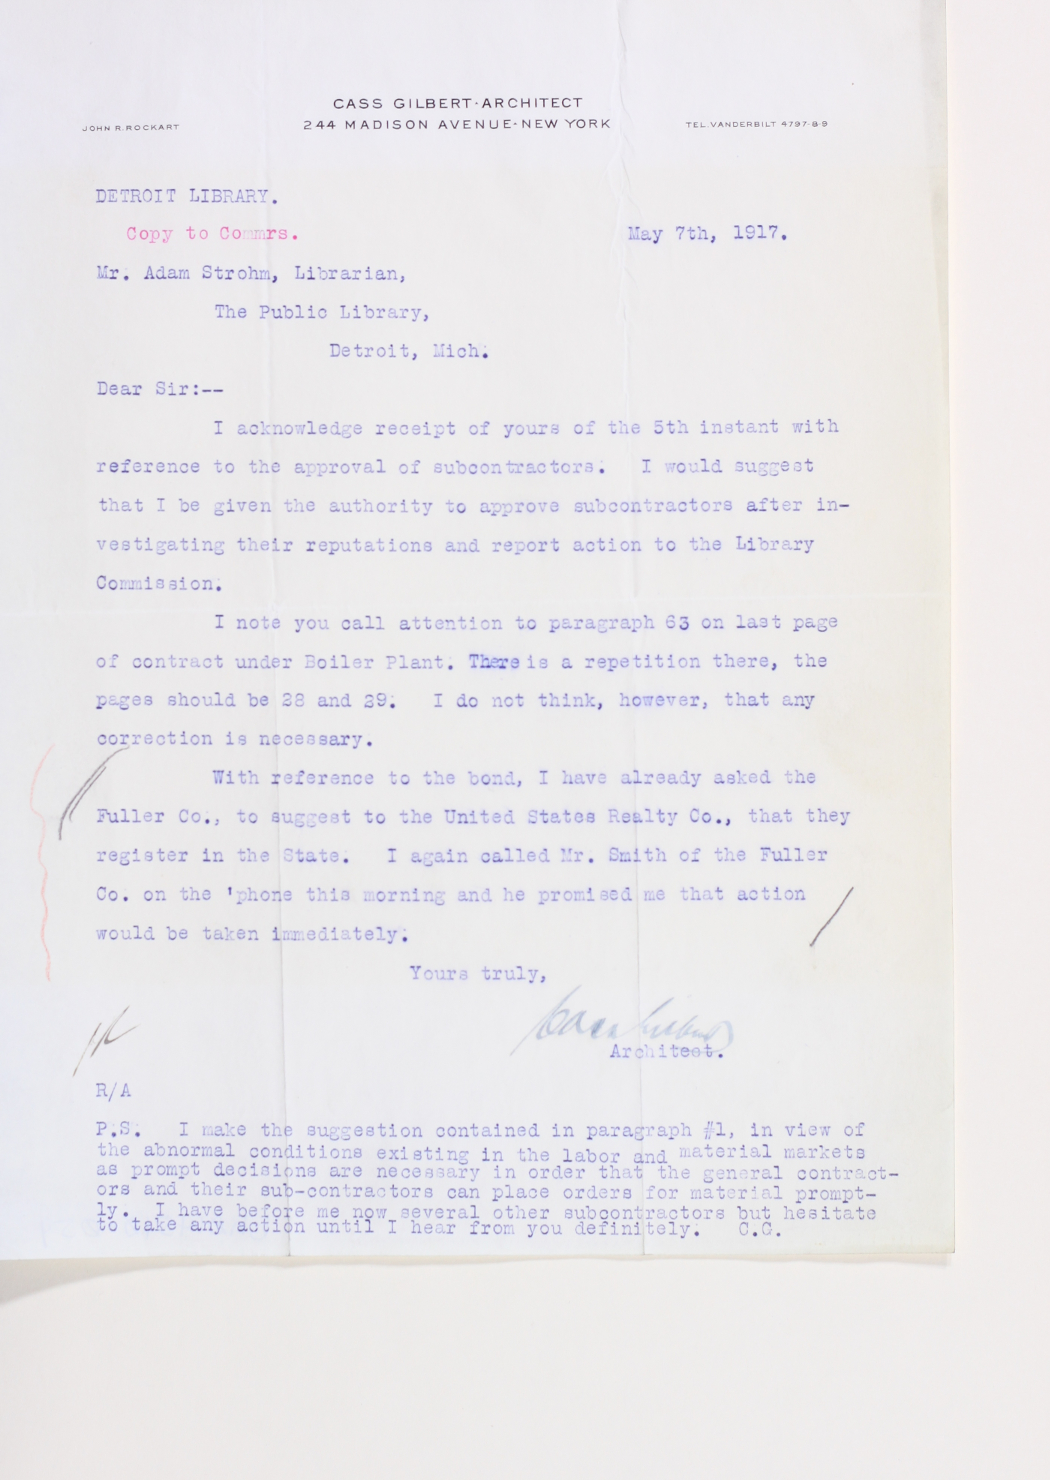 CASS GILBERT·ARCHITECT
JOHN R. ROCKART 244 MADISON AVENUE·NEW YORK TEL. VANDERBILT 4797-8-9
DETROIT LIBRARY.
Copy to Commrs. May 7th, 1917.
Mr. Adam Strohm, Librarian,
The Public Library,
Detroit, Mich.
Dear Sir:--
I acknowledge receipt of yours of the 5th instant with
reference to the approval of subcontractors. I would suggest
that I be given the authority to approve subcontractors after in-
vestigating their reputations and report action to the Library
Commission.
I note you call attention to paragraph 63 on last page
of contract under Boiler Plant. There is a repetition there, the
pages should be 28 and 29. I do not think, however, that any
correction is necessary.
With reference to the bond, I have already asked the
Fuller Co., to suggest to the United States Realty Co., that they
register in the State. I again called Mr. Smith of the Fuller
Co. on the 'phone this morning and he promised me that action
would be taken immediately.
Yours truly,
Cass Gilbert
Architect.
R/A
P.S. I make the suggestion contained in paragraph #1, in view of
the abnormal conditions existing in the labor and material markets
as prompt decisions are necessary in order that the general contract-
ors and their sub-contractors can place orders for material prompt-
ly. I have before me now several other subcontractors but hesitate
to take any action until I hear from you definitely. C.G.